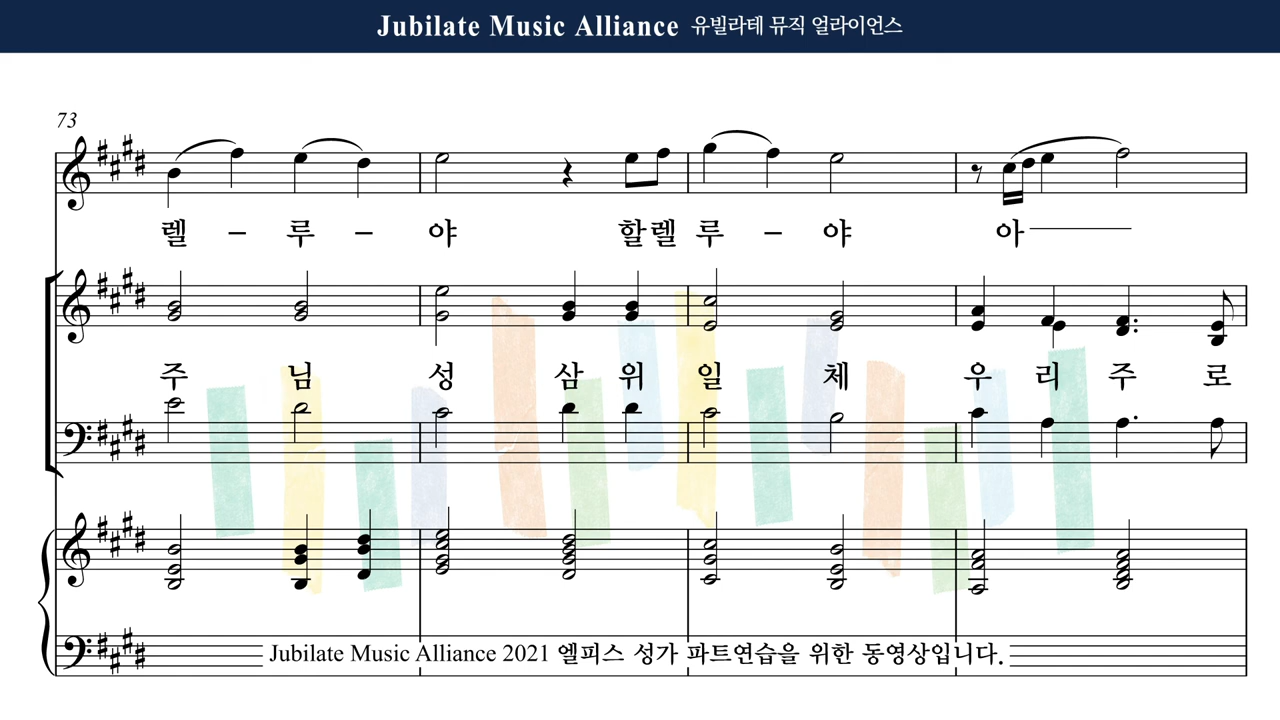 Jubilate Music Alliance 유빌라테 뮤직 얼라이언스
73
렐 – 루 – 야 할렐 루 – 야 아
주 님 성 삼 위 일 체 우 리 주 로
Jubilate Music Alliance 2021 엘피스 성가 파트연습을 위한 동영상입니다.